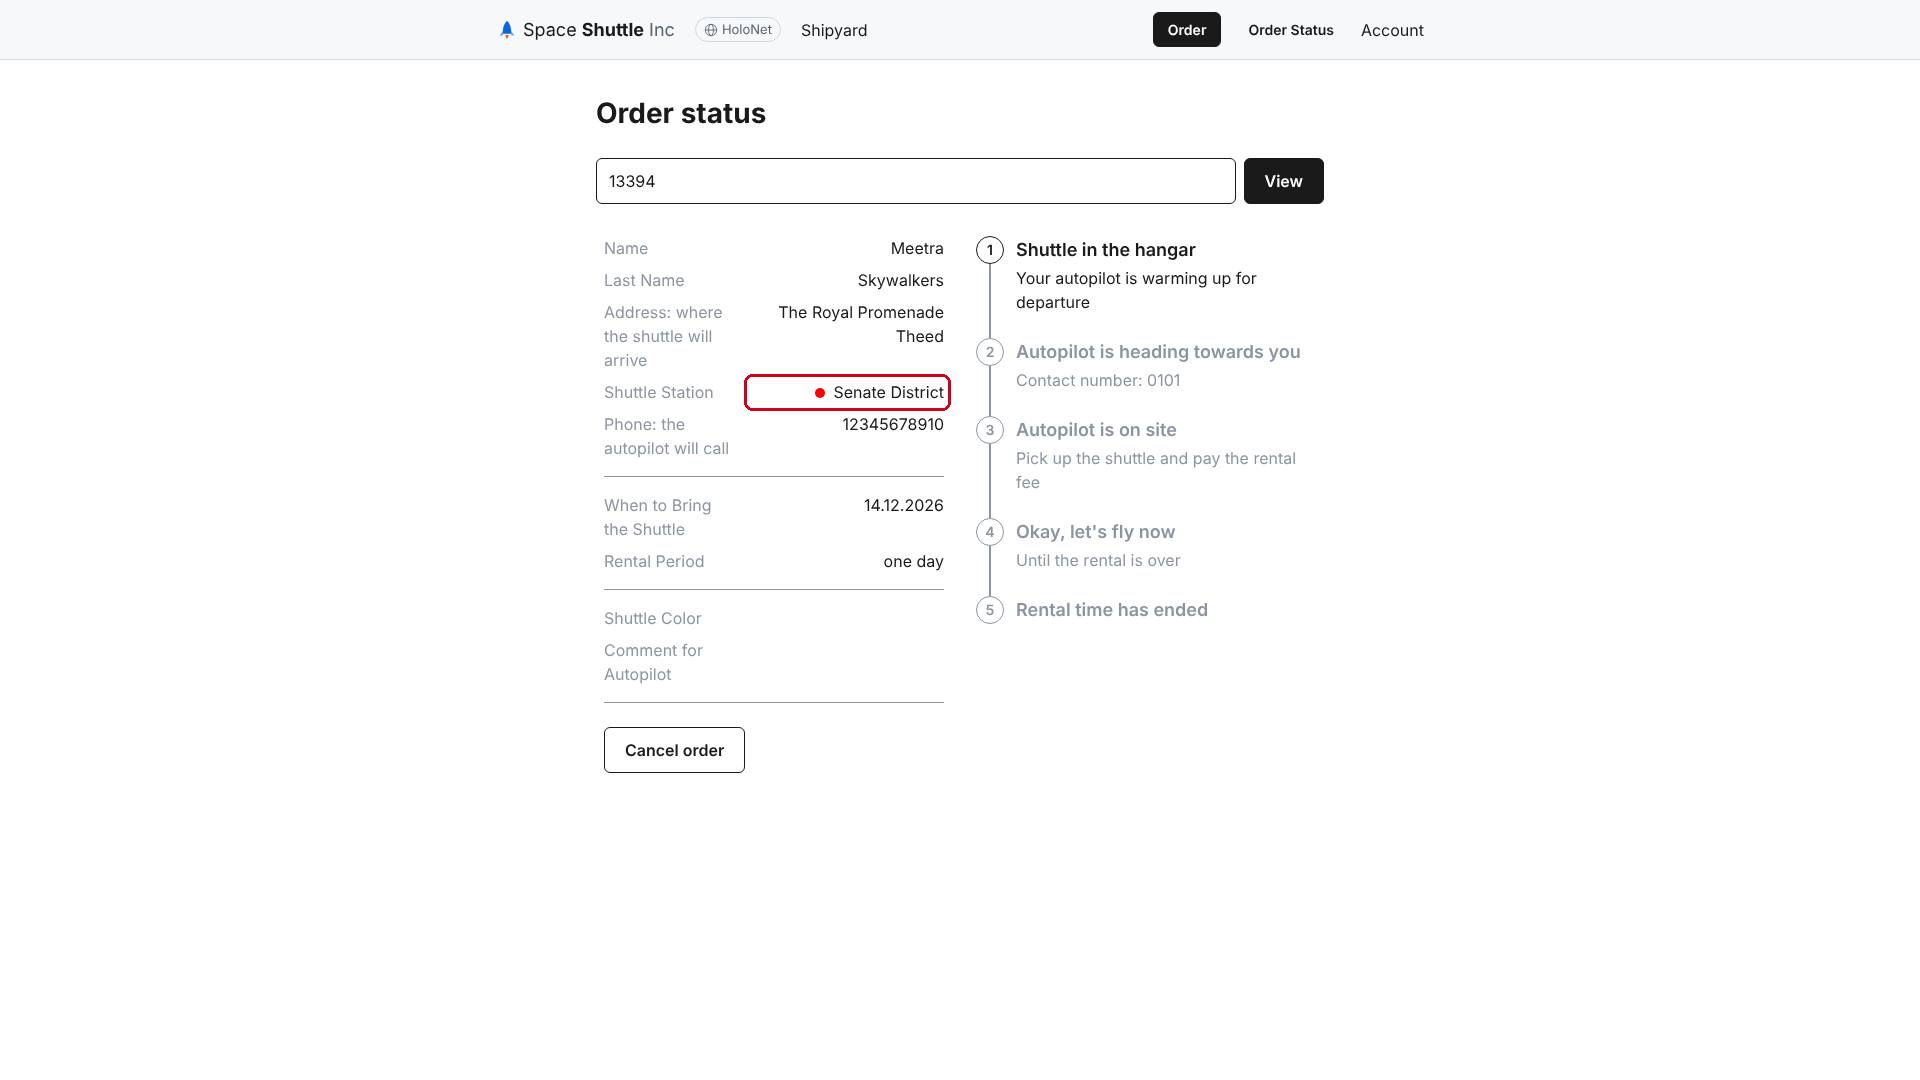 Space Shuttle Inc
HoloNet
Shipyard
Order
Order Status
Account
Order status
13394
View
Name
Meetra
Last Name
Skywalkers
Address: where
the shuttle will
arrive
The Royal Promenade
Theed
Shuttle Station
Senate District
Phone: the
autopilot will call
12345678910
When to Bring
the Shuttle
14.12.2026
Rental Period
one day
Shuttle Color
Comment for
Autopilot
Cancel order
1
Shuttle in the hangar
Your autopilot is warming up for
departure
2
Autopilot is heading towards you
Contact number: 0101
3
Autopilot is on site
Pick up the shuttle and pay the rental
fee
4
Okay, let's fly now
Until the rental is over
5
Rental time has ended